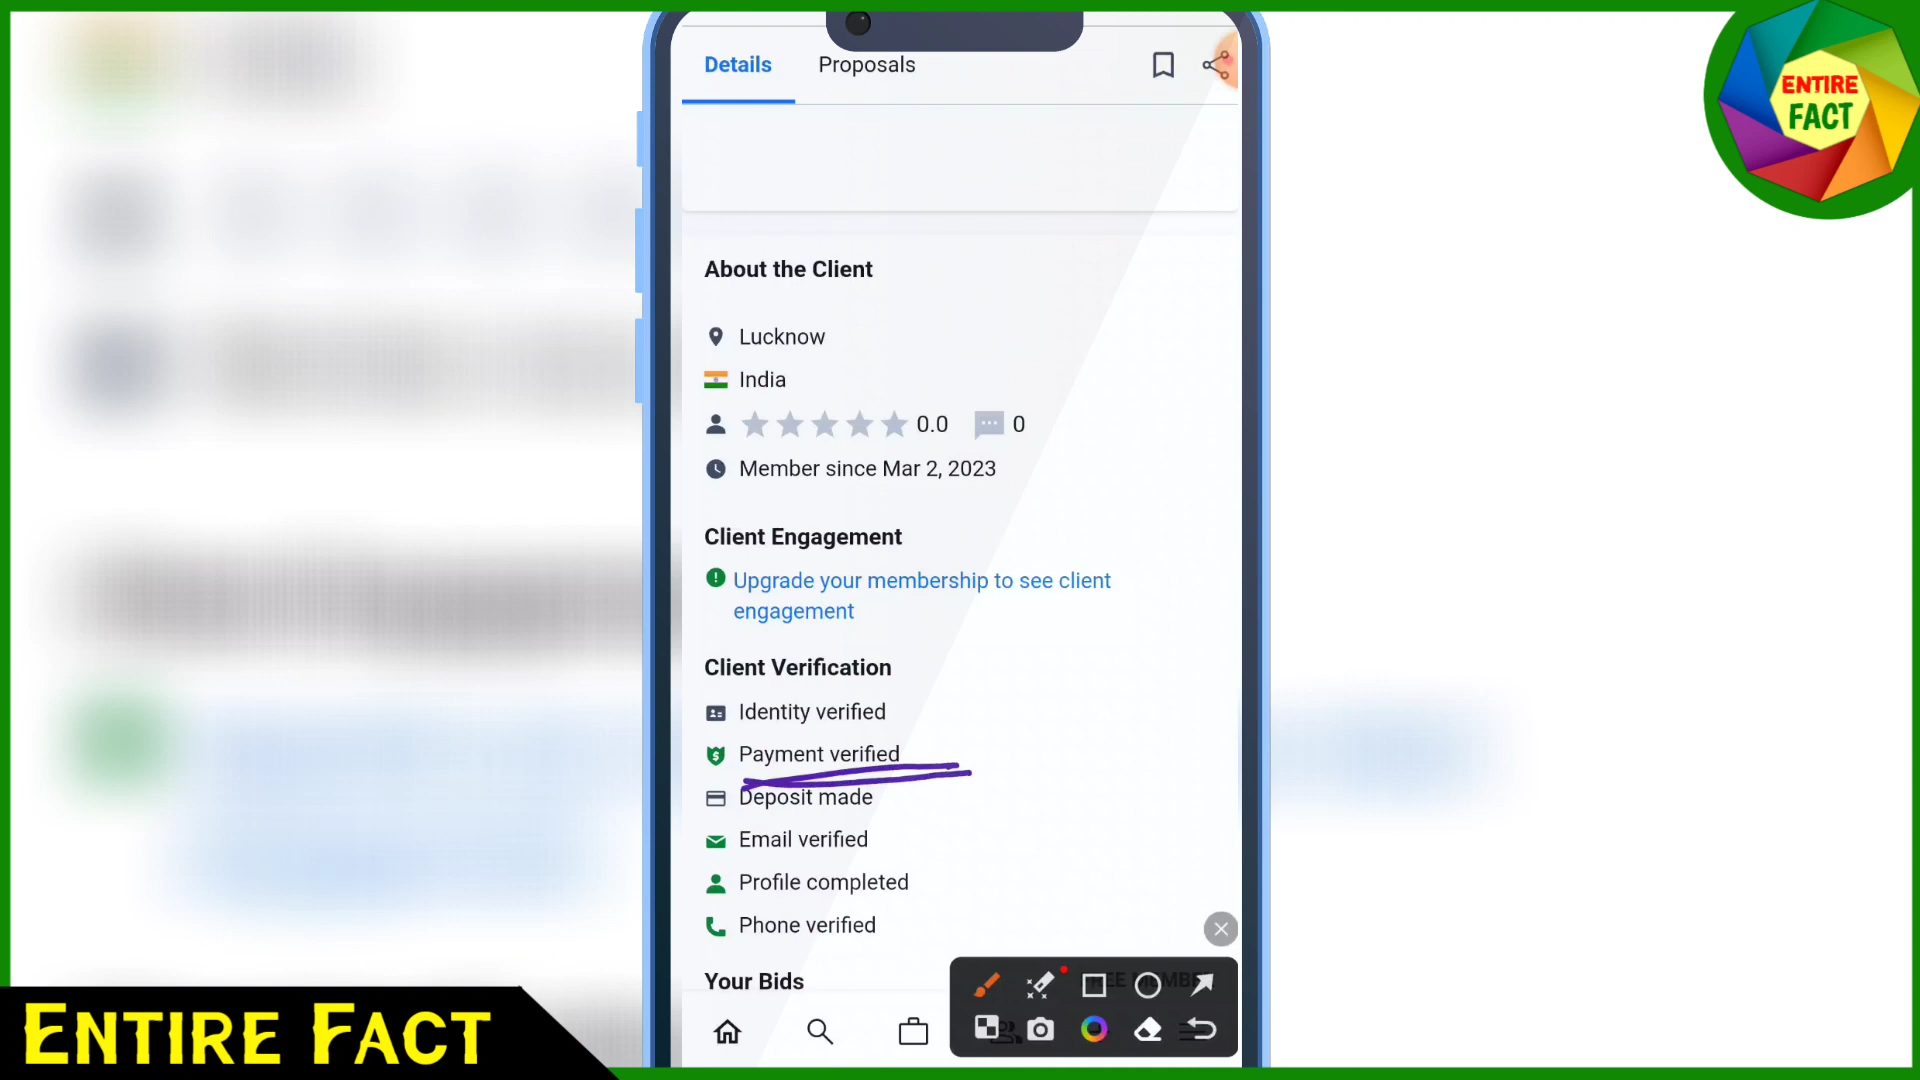 Details
Proposals
ENTIRE
FACT
About the Client
Lucknow
India
0.0
0
Member since Mar 2, 2023
Client Engagement
Upgrade your membership to see client
engagement
Client Verification
Identity verified
Payment verified
Deposit made
Email verified
Profile completed
Phone verified
Your Bids
ENTIRE FACT